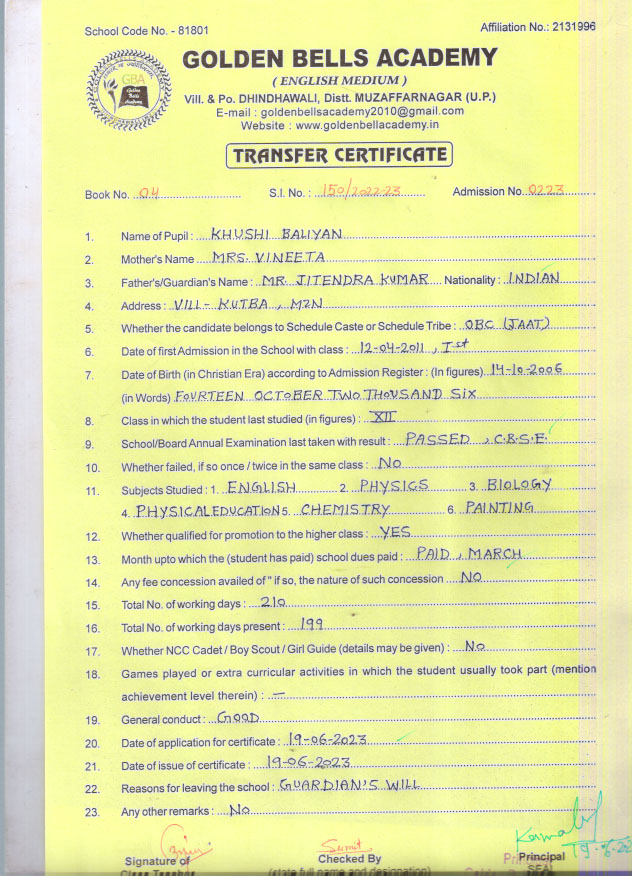 School Code No. - 81801 Affiliation No.: 2131996
GBA
Golden Bells Academy
GOLDEN BELLS ACADEMY
( ENGLISH MEDIUM )
Vill. & Po. DHINDHAWALI, Distt. MUZAFFARNAGAR (U.P.)
E-mail : goldenbellsacademy2010@gmail.com
Website : www.goldenbellacademy.in
TRANSFER CERTIFICATE
Book No. 04 S.I. No. : 150/2022-23 Admission No. 0223
1. Name of Pupil : KHUSHI BALIYAN
2. Mother's Name MRS. VINEETA
3. Father's/Guardian's Name : MR JITENDRA KUMAR Nationality : INDIAN
4. Address : VILL- KUTBA , MZN
5. Whether the candidate belongs to Schedule Caste or Schedule Tribe : OBC (JAAT)
6. Date of first Admission in the School with class : 12-04-2011 , Ist
7. Date of Birth (in Christian Era) according to Admission Register : (In figures) 14-10-2006
(in Words) FOURTEEN OCTOBER TWO THOUSAND SIX
8. Class in which the student last studied (in figures) : XII
9. School/Board Annual Examination last taken with result : PASSED , C.B.S.E
10. Whether failed, if so once / twice in the same class : NO
11. Subjects Studied : 1. ENGLISH 2. PHYSICS 3. BIOLOGY
4. PHYSICAL EDUCATION 5. CHEMISTRY 6. PAINTING
12. Whether qualified for promotion to the higher class : YES
13. Month upto which the (student has paid) school dues paid : PAID , MARCH
14. Any fee concession availed of " if so, the nature of such concession NO
15. Total No. of working days : 210
16. Total No. of working days present : 199
17. Whether NCC Cadet / Boy Scout / Girl Guide (details may be given) : NO
18. Games played or extra curricular activities in which the student usually took part (mention
achievement level therein) : —
19. General conduct : GOOD
20. Date of application for certificate : 19-06-2023
21. Date of issue of certificate : 19-06-2023
22. Reasons for leaving the school : GUARDIAN'S WILL
23. Any other remarks : NO
Sumit
Signature of Checked By Principal
Class Teacher (state full name and designation) SEAL